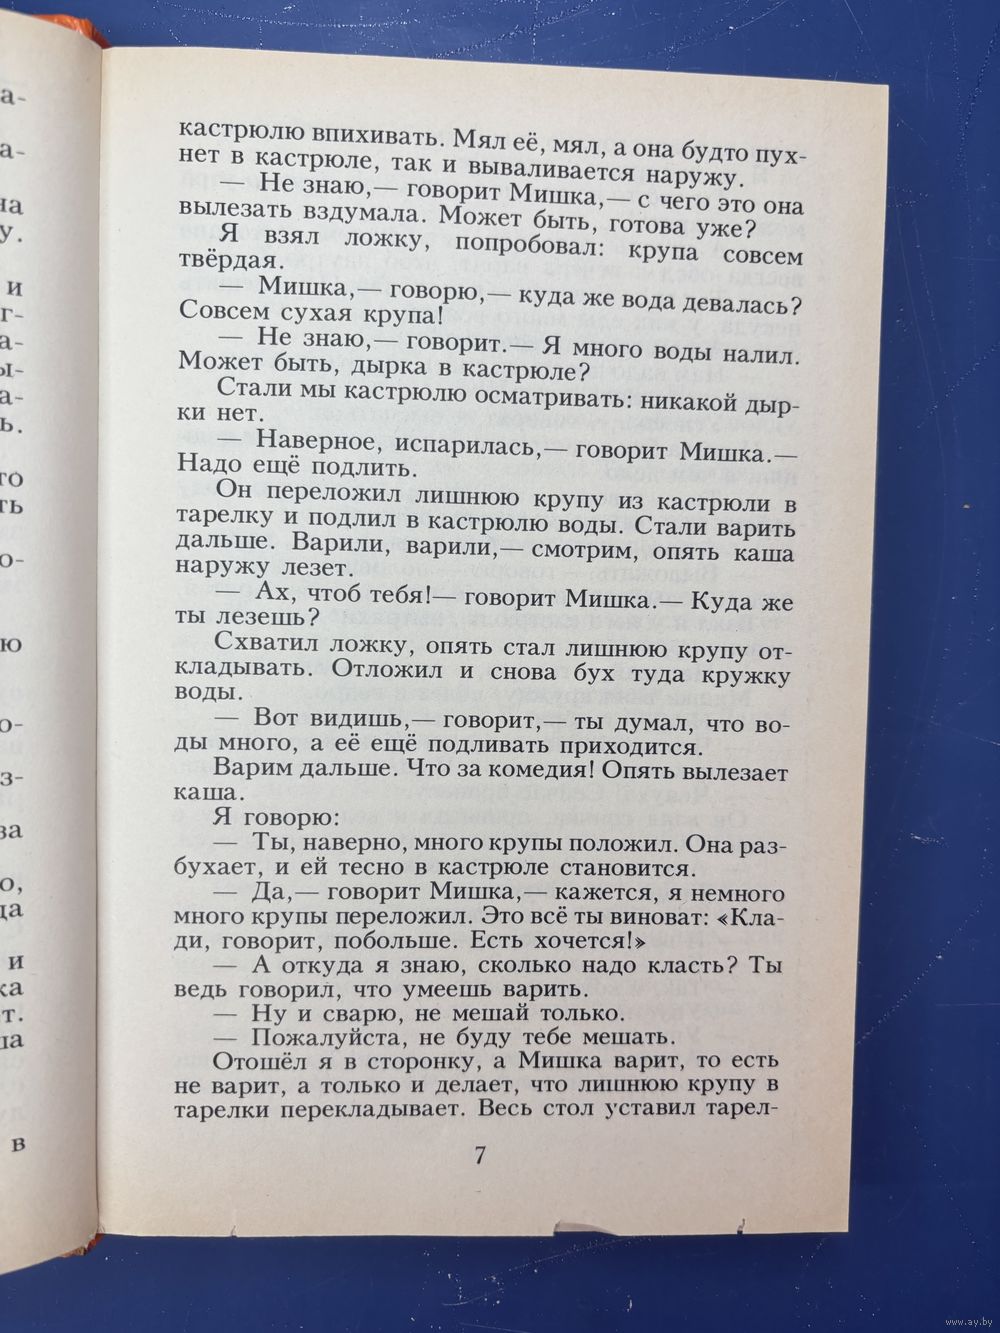 кастрюлю впихивать. Мял её, мял, а она будто пух-
нет в кастрюле, так и вываливается наружу.
— Не знаю,— говорит Мишка,— с чего это она
вылезать вздумала. Может быть, готова уже?
Я взял ложку, попробовал: крупа совсем
твёрдая.
— Мишка,— говорю,— куда же вода девалась?
Совсем сухая крупа!
— Не знаю,— говорит.— Я много воды налил.
Может быть, дырка в кастрюле?
Стали мы кастрюлю осматривать: никакой дыр-
ки нет.
— Наверное, испарилась,— говорит Мишка.—
Надо ещё подлить.
Он переложил лишнюю крупу из кастрюли в
тарелку и подлил в кастрюлю воды. Стали варить
дальше. Варили, варили,— смотрим, опять каша
наружу лезет.
— Ах, чтоб тебя!— говорит Мишка.— Куда же
ты лезешь?
Схватил ложку, опять стал лишнюю крупу от-
кладывать. Отложил и снова бух туда кружку
воды.
— Вот видишь,— говорит,— ты думал, что во-
ды много, а её ещё подливать приходится.
Варим дальше. Что за комедия! Опять вылезает
каша.
Я говорю:
— Ты, наверно, много крупы положил. Она раз-
бухает, и ей тесно в кастрюле становится.
— Да,— говорит Мишка,— кажется, я немного
много крупы переложил. Это всё ты виноват: «Кла-
ди, говорит, побольше. Есть хочется!»
— А откуда я знаю, сколько надо класть? Ты
ведь говорил, что умеешь варить.
— Ну и сварю, не мешай только.
— Пожалуйста, не буду тебе мешать.
Отошёл я в сторонку, а Мишка варит, то есть
не варит, а только и делает, что лишнюю крупу в
тарелки перекладывает. Весь стол уставил тарел-
7
www.ay.by